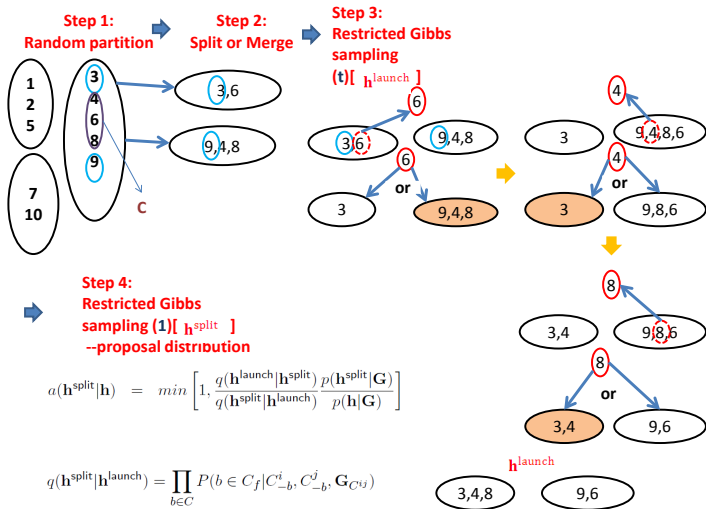 Step 1:
Random partition
Step 2:
Split or Merge
Step 3:
Restricted Gibbs
sampling
(t)[ h^launch ]
1
2
5
3
4
6
8
9
7
10
C
3,6
9,4,8
6
3,6
9,4,8
6
or
3
9,4,8
4
3
9,4,8,6
4
or
3
9,8,6
8
3,4
9,8,6
8
or
3,4
9,6
h^launch
3,4,8
9,6
Step 4:
Restricted Gibbs
sampling (1)[ h^split ]
--proposal distribution
a(h^split|h) = min [1, q(h^launch|h^split) p(h^split|G) / q(h^split|h^launch) p(h|G)]
q(h^split|h^launch) = ∏_{b∈C} P(b ∈ C_f|C^i_{-b}, C^j_{-b}, G_{C^{ij}})